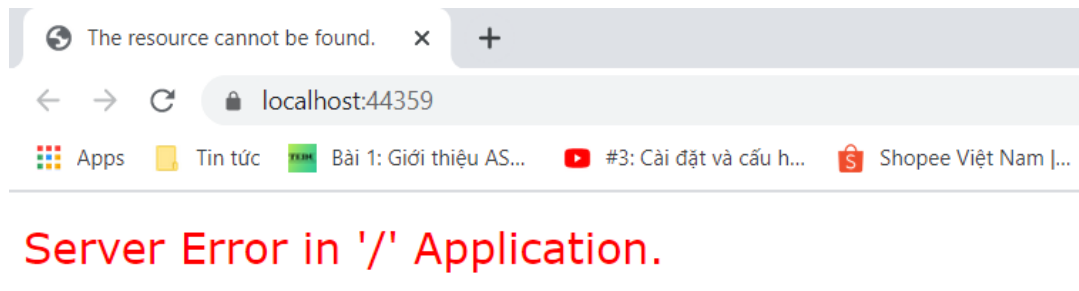 The resource cannot be found.
localhost:44359
Apps Tin tức TEDU Bài 1: Giới thiệu AS... #3: Cài đặt và cấu h... Shopee Việt Nam |...
Server Error in '/' Application.